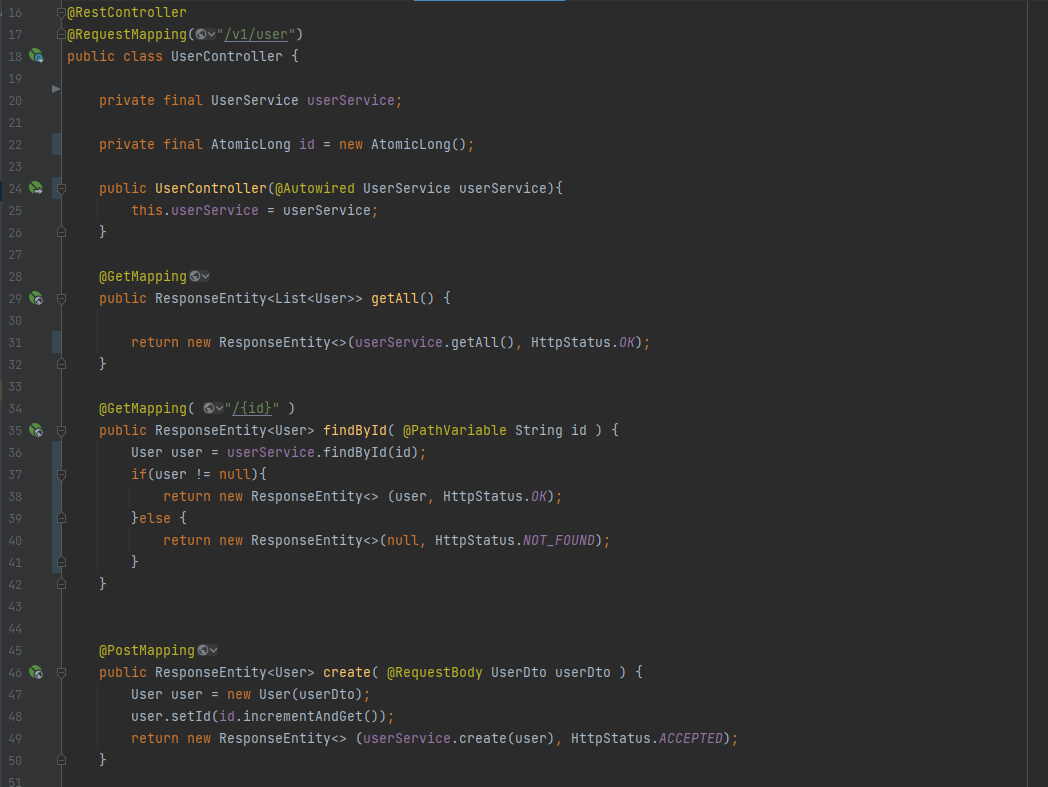 16 @RestController
17 @RequestMapping("/v1/user")
18 public class UserController {
19
20 private final UserService userService;
21
22 private final AtomicLong id = new AtomicLong();
23
24 public UserController(@Autowired UserService userService){
25 this.userService = userService;
26 }
27
28 @GetMapping
29 public ResponseEntity<List<User>> getAll() {
30
31 return new ResponseEntity<>(userService.getAll(), HttpStatus.OK);
32 }
33
34 @GetMapping( "/{id}" )
35 public ResponseEntity<User> findById( @PathVariable String id ) {
36 User user = userService.findById(id);
37 if(user != null){
38 return new ResponseEntity<> (user, HttpStatus.OK);
39 }else {
40 return new ResponseEntity<>(null, HttpStatus.NOT_FOUND);
41 }
42 }
43
44
45 @PostMapping
46 public ResponseEntity<User> create( @RequestBody UserDto userDto ) {
47 User user = new User(userDto);
48 user.setId(id.incrementAndGet());
49 return new ResponseEntity<> (userService.create(user), HttpStatus.ACCEPTED);
50 }
51